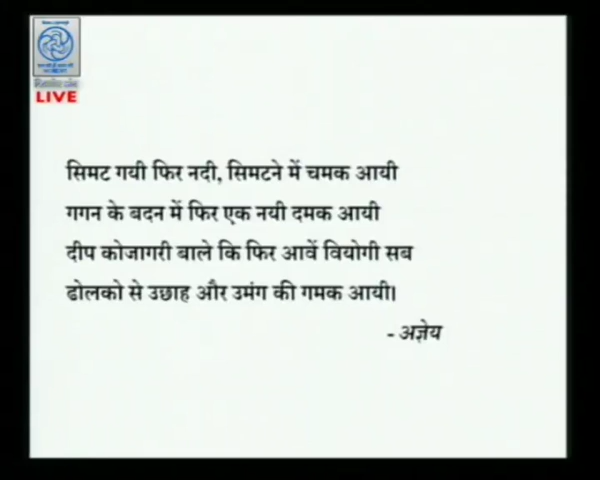 LIVE
सिमट गयी फिर नदी, सिमटने में चमक आयी
गगन के बदन में फिर एक नयी दमक आयी
दीप कोजागरी बाले कि फिर आवें वियोगी सब
ढोलको से उछाह और उमंग की गमक आयी।
- अज्ञेय